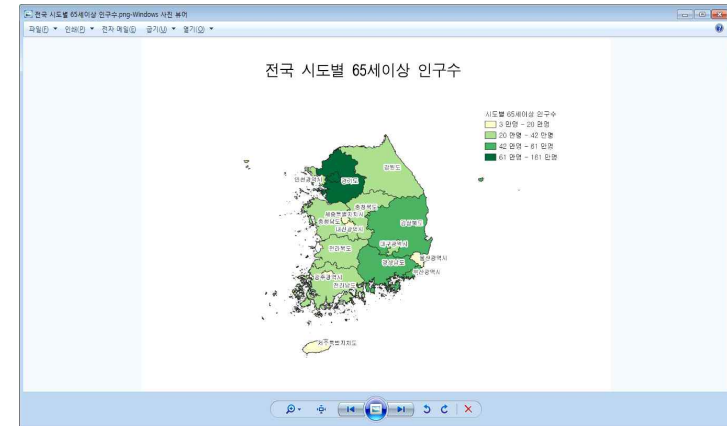 전국 시도별 65세이상 인구수.png-Windows 사진 뷰어
파일(F) 인쇄(P) 전자 메일(E) 굽기(U) 열기(O)
전국 시도별 65세이상 인구수
시도별 65세이상 인구수
3 만명 - 20 만명
20 만명 - 42 만명
42 만명 - 61 만명
61 만명 - 161 만명
강원도
인천광역시
경기도
충청북도
세종특별자치시
충청남도
대전광역시
경상북도
대구광역시
전라북도
울산광역시
경상남도
부산광역시
광주광역시
전라남도
제주특별자치도